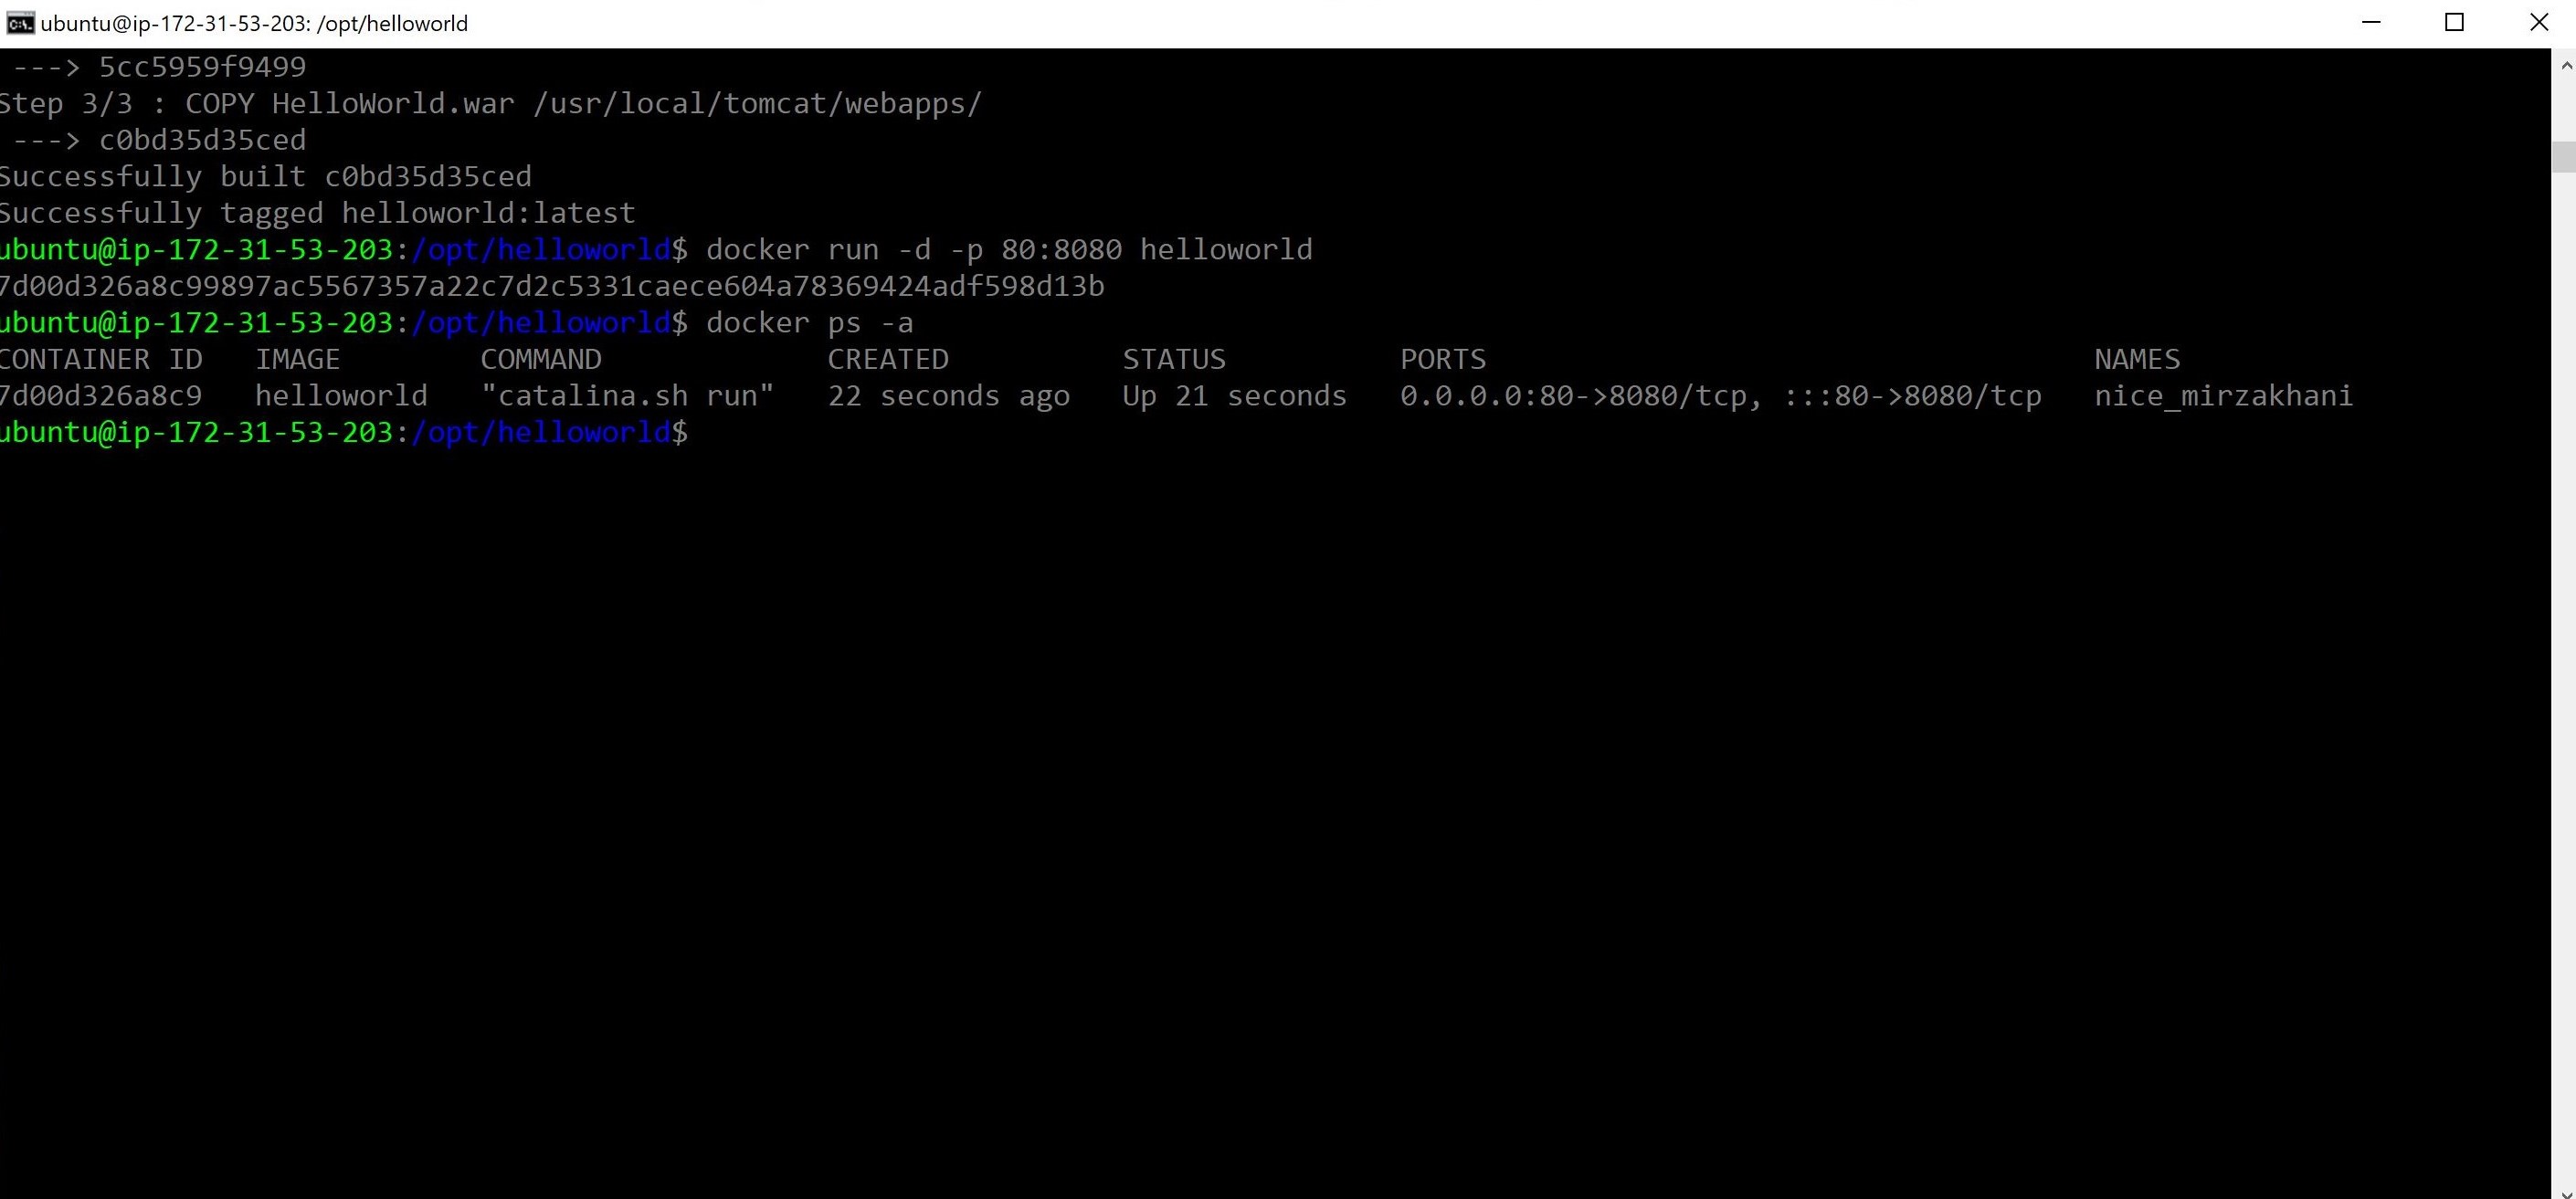 ubuntu@ip-172-31-53-203: /opt/helloworld
---> 5cc5959f9499
Step 3/3 : COPY HelloWorld.war /usr/local/tomcat/webapps/
---> c0bd35d35ced
Successfully built c0bd35d35ced
Successfully tagged helloworld:latest
ubuntu@ip-172-31-53-203:/opt/helloworld$ docker run -d -p 80:8080 helloworld
7d00d326a8c99897ac5567357a22c7d2c5331caece604a78369424adf598d13b
ubuntu@ip-172-31-53-203:/opt/helloworld$ docker ps -a
CONTAINER ID   IMAGE        COMMAND             CREATED          STATUS          PORTS                                   NAMES
7d00d326a8c9   helloworld   "catalina.sh run"   22 seconds ago   Up 21 seconds   0.0.0.0:80->8080/tcp, :::80->8080/tcp   nice_mirzakhani
ubuntu@ip-172-31-53-203:/opt/helloworld$